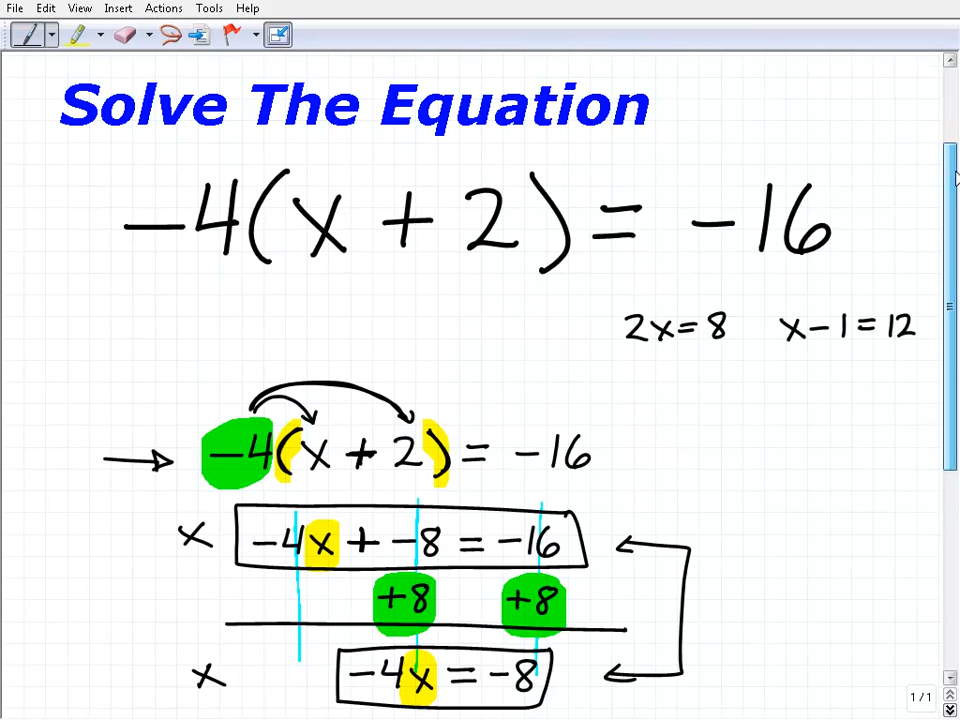 File Edit View Insert Actions Tools Help
Solve The Equation
-4(x + 2) = -16
2x=8 x-1=12
-4(x + 2) = -16
x -4x + -8 = -16
+8 +8
x -4x = -8
1 / 1